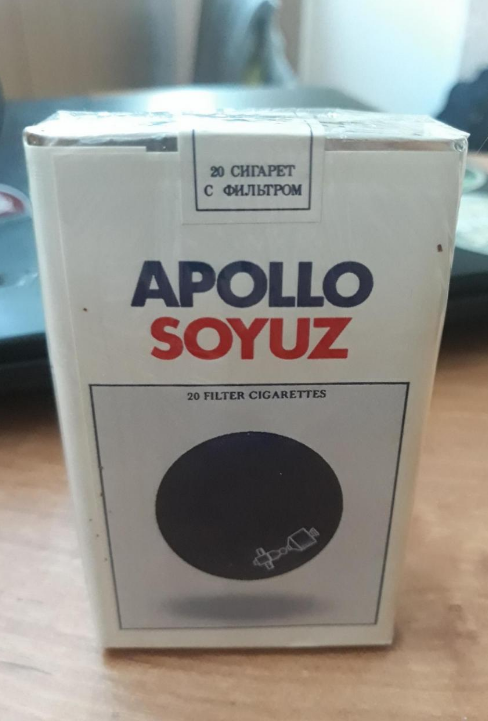 20 СИГАРЕТ
С ФИЛЬТРОМ
APOLLO
SOYUZ
20 FILTER CIGARETTES